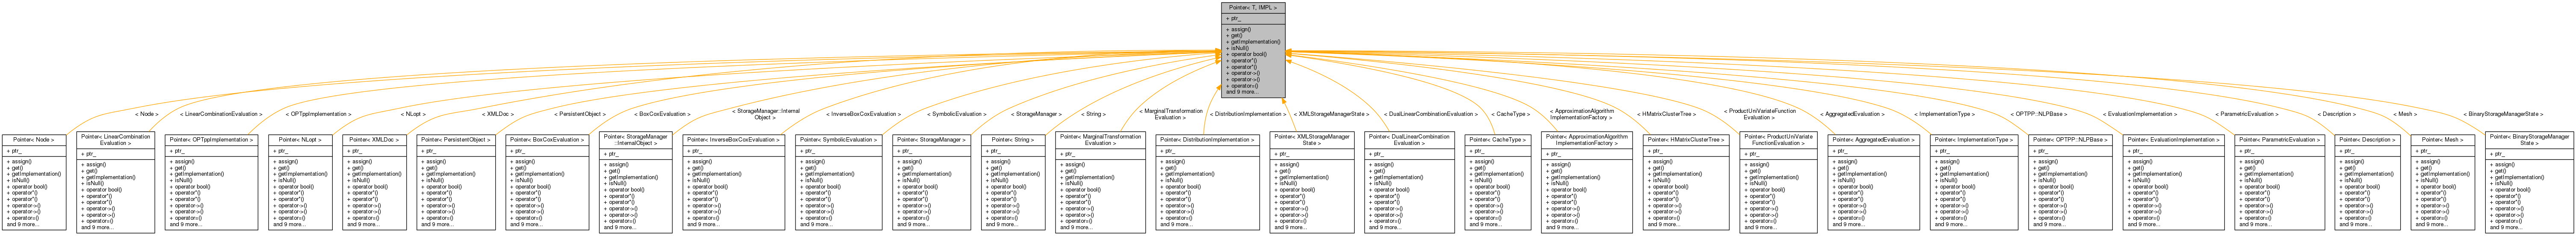 Pointer< T, IMPL >
+ ptr_
+ assign()
+ get()
+ getImplementation()
+ isNull()
+ operator bool()
+ operator*()
+ operator*()
+ operator->()
+ operator->()
+ operator=()
and 9 more...
< Node >
< LinearCombinationEvaluation >
< OPTppImplementation >
< NLopt >
< XMLDoc >
< PersistentObject >
< BoxCoxEvaluation >
< StorageManager::Internal
Object >
< InverseBoxCoxEvaluation >
< SymbolicEvaluation >
< StorageManager >
< String >
< MarginalTransformation
Evaluation >
< DistributionImplementation >
< XMLStorageManagerState >
< DualLinearCombinationEvaluation >
< CacheType >
< ApproximationAlgorithm
ImplementationFactory >
< HMatrixClusterTree >
< ProductUniVariateFunction
Evaluation >
< AggregatedEvaluation >
< ImplementationType >
< OPTPP::NLPBase >
< EvaluationImplementation >
< ParametricEvaluation >
< Description >
< Mesh >
< BinaryStorageManagerState >
Pointer< Node >
+ ptr_
+ assign()
+ get()
+ getImplementation()
+ isNull()
+ operator bool()
+ operator*()
+ operator*()
+ operator->()
+ operator->()
+ operator=()
and 9 more...
Pointer< LinearCombination
Evaluation >
+ ptr_
+ assign()
+ get()
+ getImplementation()
+ isNull()
+ operator bool()
+ operator*()
+ operator*()
+ operator->()
+ operator->()
+ operator=()
and 9 more...
Pointer< OPTppImplementation >
+ ptr_
+ assign()
+ get()
+ getImplementation()
+ isNull()
+ operator bool()
+ operator*()
+ operator*()
+ operator->()
+ operator->()
+ operator=()
and 9 more...
Pointer< NLopt >
+ ptr_
+ assign()
+ get()
+ getImplementation()
+ isNull()
+ operator bool()
+ operator*()
+ operator*()
+ operator->()
+ operator->()
+ operator=()
and 9 more...
Pointer< XMLDoc >
+ ptr_
+ assign()
+ get()
+ getImplementation()
+ isNull()
+ operator bool()
+ operator*()
+ operator*()
+ operator->()
+ operator->()
+ operator=()
and 9 more...
Pointer< PersistentObject >
+ ptr_
+ assign()
+ get()
+ getImplementation()
+ isNull()
+ operator bool()
+ operator*()
+ operator*()
+ operator->()
+ operator->()
+ operator=()
and 9 more...
Pointer< BoxCoxEvaluation >
+ ptr_
+ assign()
+ get()
+ getImplementation()
+ isNull()
+ operator bool()
+ operator*()
+ operator*()
+ operator->()
+ operator->()
+ operator=()
and 9 more...
Pointer< StorageManager
::InternalObject >
+ ptr_
+ assign()
+ get()
+ getImplementation()
+ isNull()
+ operator bool()
+ operator*()
+ operator*()
+ operator->()
+ operator->()
+ operator=()
and 9 more...
Pointer< InverseBoxCoxEvaluation >
+ ptr_
+ assign()
+ get()
+ getImplementation()
+ isNull()
+ operator bool()
+ operator*()
+ operator*()
+ operator->()
+ operator->()
+ operator=()
and 9 more...
Pointer< SymbolicEvaluation >
+ ptr_
+ assign()
+ get()
+ getImplementation()
+ isNull()
+ operator bool()
+ operator*()
+ operator*()
+ operator->()
+ operator->()
+ operator=()
and 9 more...
Pointer< StorageManager >
+ ptr_
+ assign()
+ get()
+ getImplementation()
+ isNull()
+ operator bool()
+ operator*()
+ operator*()
+ operator->()
+ operator->()
+ operator=()
and 9 more...
Pointer< String >
+ ptr_
+ assign()
+ get()
+ getImplementation()
+ isNull()
+ operator bool()
+ operator*()
+ operator*()
+ operator->()
+ operator->()
+ operator=()
and 9 more...
Pointer< MarginalTransformation
Evaluation >
+ ptr_
+ assign()
+ get()
+ getImplementation()
+ isNull()
+ operator bool()
+ operator*()
+ operator*()
+ operator->()
+ operator->()
+ operator=()
and 9 more...
Pointer< DistributionImplementation >
+ ptr_
+ assign()
+ get()
+ getImplementation()
+ isNull()
+ operator bool()
+ operator*()
+ operator*()
+ operator->()
+ operator->()
+ operator=()
and 9 more...
Pointer< XMLStorageManager
State >
+ ptr_
+ assign()
+ get()
+ getImplementation()
+ isNull()
+ operator bool()
+ operator*()
+ operator*()
+ operator->()
+ operator->()
+ operator=()
and 9 more...
Pointer< DualLinearCombination
Evaluation >
+ ptr_
+ assign()
+ get()
+ getImplementation()
+ isNull()
+ operator bool()
+ operator*()
+ operator*()
+ operator->()
+ operator->()
+ operator=()
and 9 more...
Pointer< CacheType >
+ ptr_
+ assign()
+ get()
+ getImplementation()
+ isNull()
+ operator bool()
+ operator*()
+ operator*()
+ operator->()
+ operator->()
+ operator=()
and 9 more...
Pointer< ApproximationAlgorithm
ImplementationFactory >
+ ptr_
+ assign()
+ get()
+ getImplementation()
+ isNull()
+ operator bool()
+ operator*()
+ operator*()
+ operator->()
+ operator->()
+ operator=()
and 9 more...
Pointer< HMatrixClusterTree >
+ ptr_
+ assign()
+ get()
+ getImplementation()
+ isNull()
+ operator bool()
+ operator*()
+ operator*()
+ operator->()
+ operator->()
+ operator=()
and 9 more...
Pointer< ProductUniVariate
FunctionEvaluation >
+ ptr_
+ assign()
+ get()
+ getImplementation()
+ isNull()
+ operator bool()
+ operator*()
+ operator*()
+ operator->()
+ operator->()
+ operator=()
and 9 more...
Pointer< AggregatedEvaluation >
+ ptr_
+ assign()
+ get()
+ getImplementation()
+ isNull()
+ operator bool()
+ operator*()
+ operator*()
+ operator->()
+ operator->()
+ operator=()
and 9 more...
Pointer< ImplementationType >
+ ptr_
+ assign()
+ get()
+ getImplementation()
+ isNull()
+ operator bool()
+ operator*()
+ operator*()
+ operator->()
+ operator->()
+ operator=()
and 9 more...
Pointer< OPTPP::NLPBase >
+ ptr_
+ assign()
+ get()
+ getImplementation()
+ isNull()
+ operator bool()
+ operator*()
+ operator*()
+ operator->()
+ operator->()
+ operator=()
and 9 more...
Pointer< EvaluationImplementation >
+ ptr_
+ assign()
+ get()
+ getImplementation()
+ isNull()
+ operator bool()
+ operator*()
+ operator*()
+ operator->()
+ operator->()
+ operator=()
and 9 more...
Pointer< ParametricEvaluation >
+ ptr_
+ assign()
+ get()
+ getImplementation()
+ isNull()
+ operator bool()
+ operator*()
+ operator*()
+ operator->()
+ operator->()
+ operator=()
and 9 more...
Pointer< Description >
+ ptr_
+ assign()
+ get()
+ getImplementation()
+ isNull()
+ operator bool()
+ operator*()
+ operator*()
+ operator->()
+ operator->()
+ operator=()
and 9 more...
Pointer< Mesh >
+ ptr_
+ assign()
+ get()
+ getImplementation()
+ isNull()
+ operator bool()
+ operator*()
+ operator*()
+ operator->()
+ operator->()
+ operator=()
and 9 more...
Pointer< BinaryStorageManager
State >
+ ptr_
+ assign()
+ get()
+ getImplementation()
+ isNull()
+ operator bool()
+ operator*()
+ operator*()
+ operator->()
+ operator->()
+ operator=()
and 9 more...